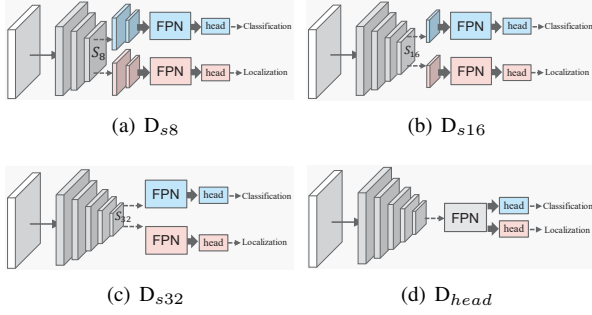 S8 FPN head Classification
FPN head Localization
(a) Ds8
S16 FPN head Classification
FPN head Localization
(b) Ds16
S32 FPN head Classification
FPN head Localization
(c) Ds32
FPN head Classification
head Localization
(d) Dhead